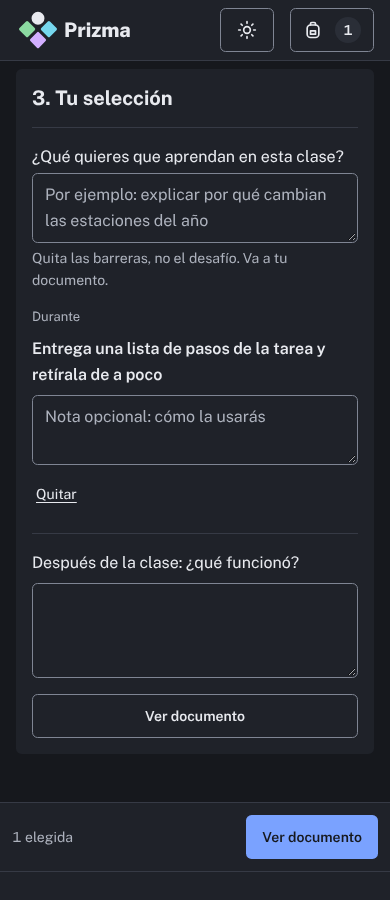 Prizma
1
3. Tu selección
¿Qué quieres que aprendan en esta clase?
Por ejemplo: explicar por qué cambian
las estaciones del año
Quita las barreras, no el desafío. Va a tu
documento.
Durante
Entrega una lista de pasos de la tarea y
retírala de a poco
Nota opcional: cómo la usarás
Quitar
Después de la clase: ¿qué funcionó?
Ver documento
1 elegida
Ver documento